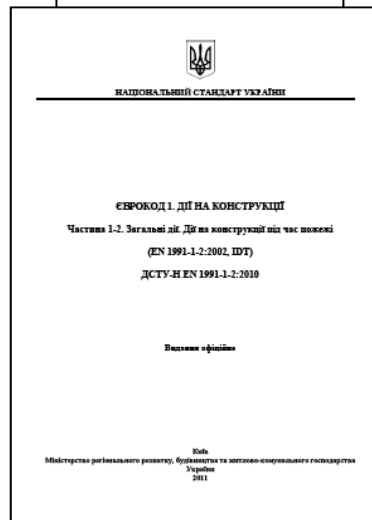 НАЦІОНАЛЬНИЙ СТАНДАРТ УКРАЇНИ
ЄВРОКОД 1. ДІЇ НА КОНСТРУКЦІЇ
Частина 1-2. Загальні дії. Дії на конструкції під час пожежі
(EN 1991-1-2:2002, IDT)
ДСТУ-Н EN 1991-1-2:2010
Видання офіційне
Київ
Міністерство регіонального розвитку, будівництва та житлово-комунального господарства
України
2011